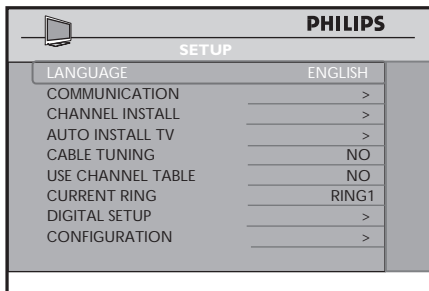 PHILIPS
SETUP
LANGUAGE ENGLISH
COMMUNICATION >
CHANNEL INSTALL >
AUTO INSTALL TV >
CABLE TUNING NO
USE CHANNEL TABLE NO
CURRENT RING RING1
DIGITAL SETUP >
CONFIGURATION >